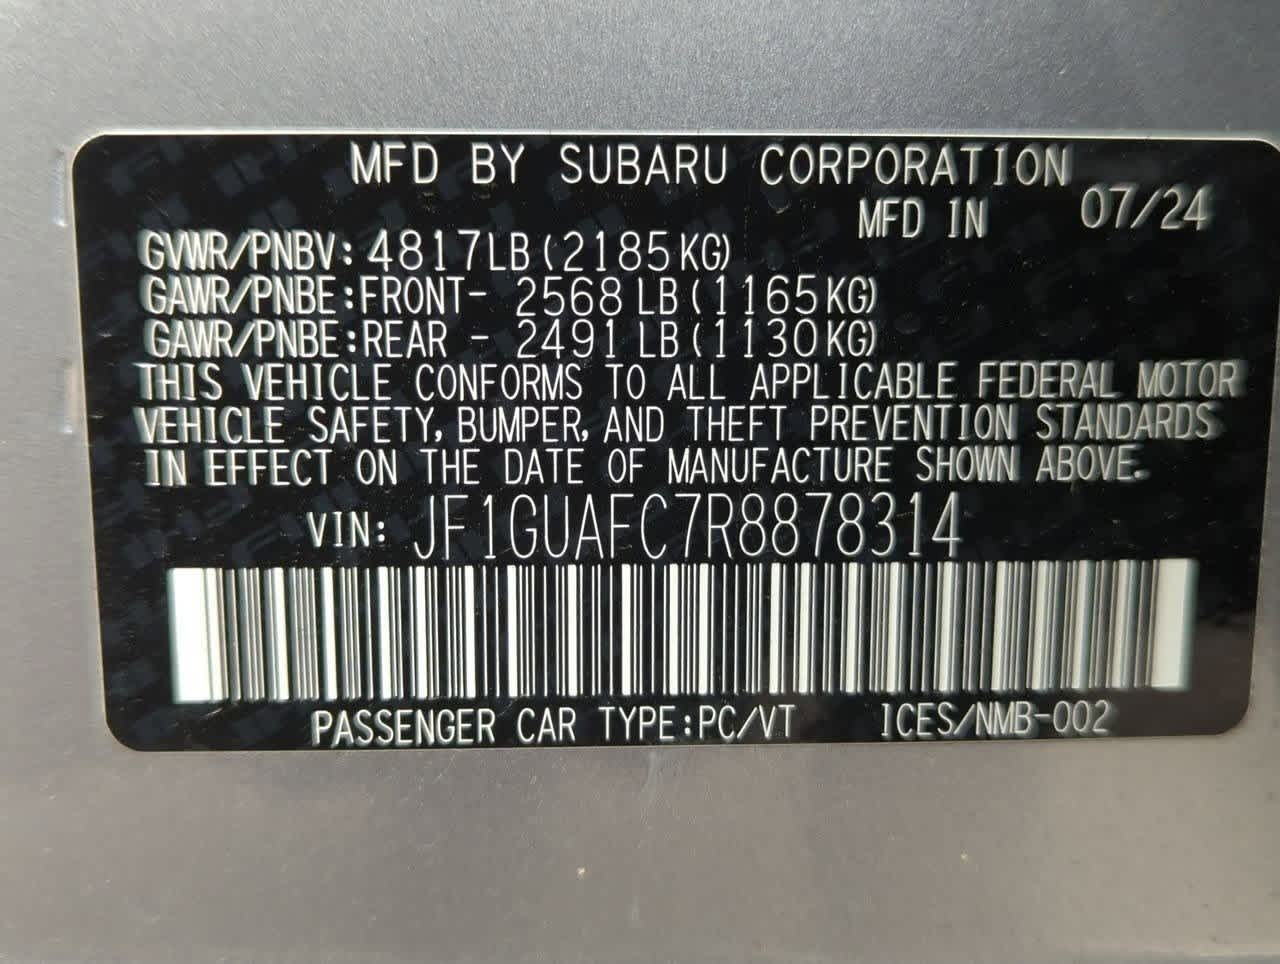 MFD BY SUBARU CORPORATION
MFD IN 07/24
GVWR/PNBV: 4817LB(2185KG)
GAWR/PNBE:FRONT- 2568 LB(1165KG)
GAWR/PNBE:REAR - 2491 LB(1130KG)
THIS VEHICLE CONFORMS TO ALL APPLICABLE FEDERAL MOTOR
VEHICLE SAFETY, BUMPER, AND THEFT PREVENTION STANDARDS
IN EFFECT ON THE DATE OF MANUFACTURE SHOWN ABOVE.
VIN: JF1GUAFC7R8878314
PASSENGER CAR TYPE:PC/VT ICES/NMB-002